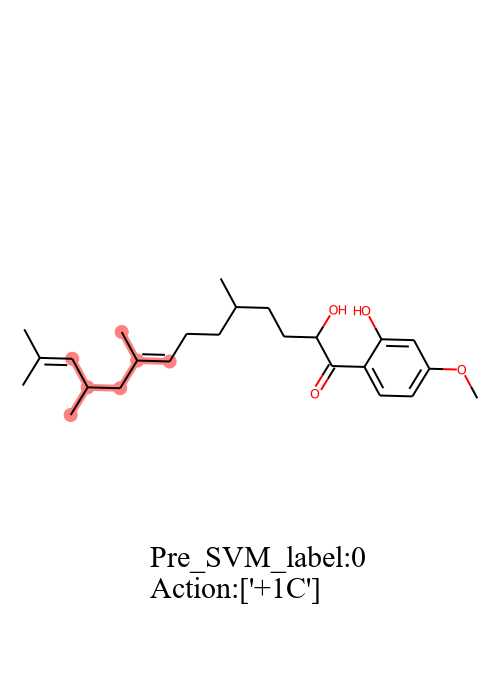 OH
HO
O
O
Pre_SVM_label:0
Action:['+1C']